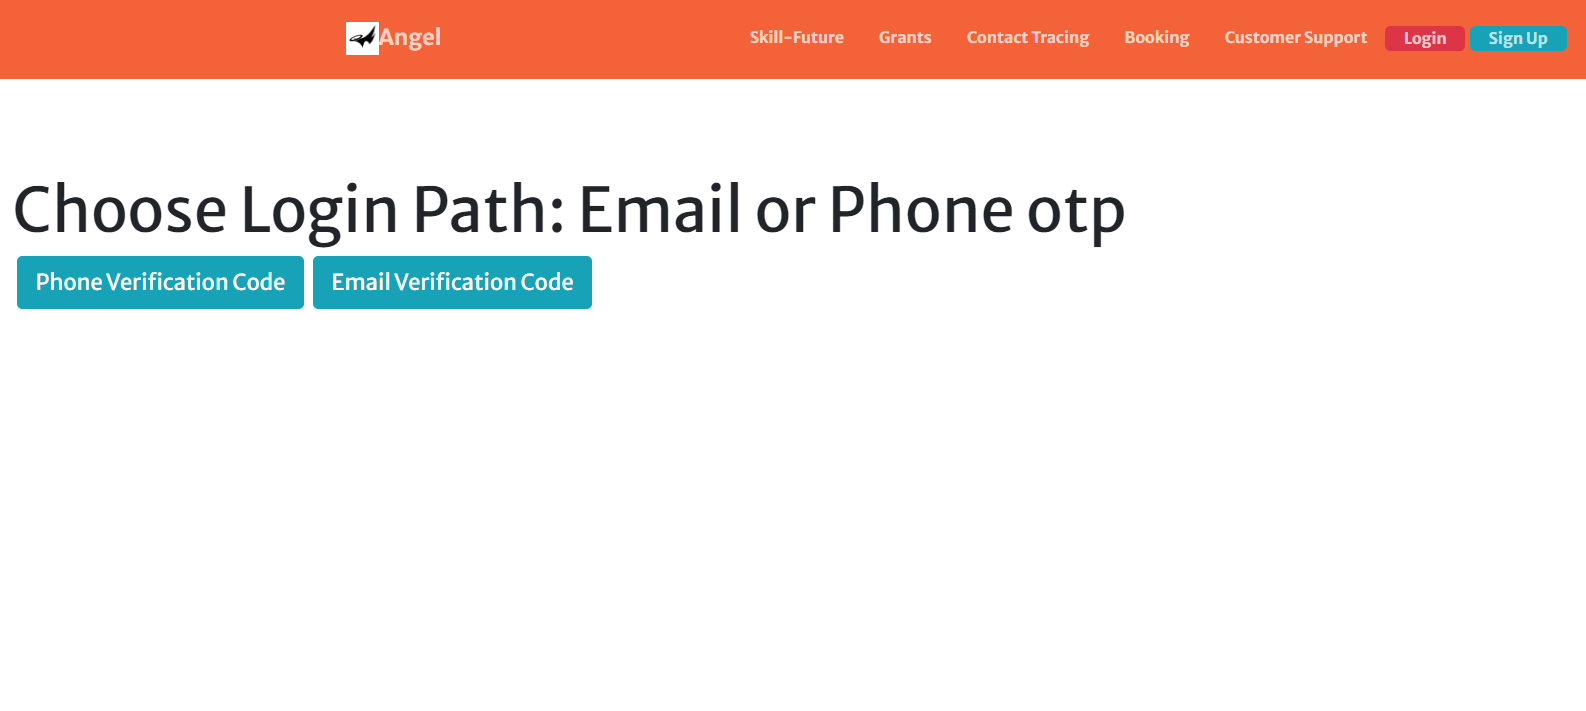 Angel Skill-Future Grants Contact Tracing Booking Customer Support Login Sign Up
Choose Login Path: Email or Phone otp
Phone Verification Code Email Verification Code